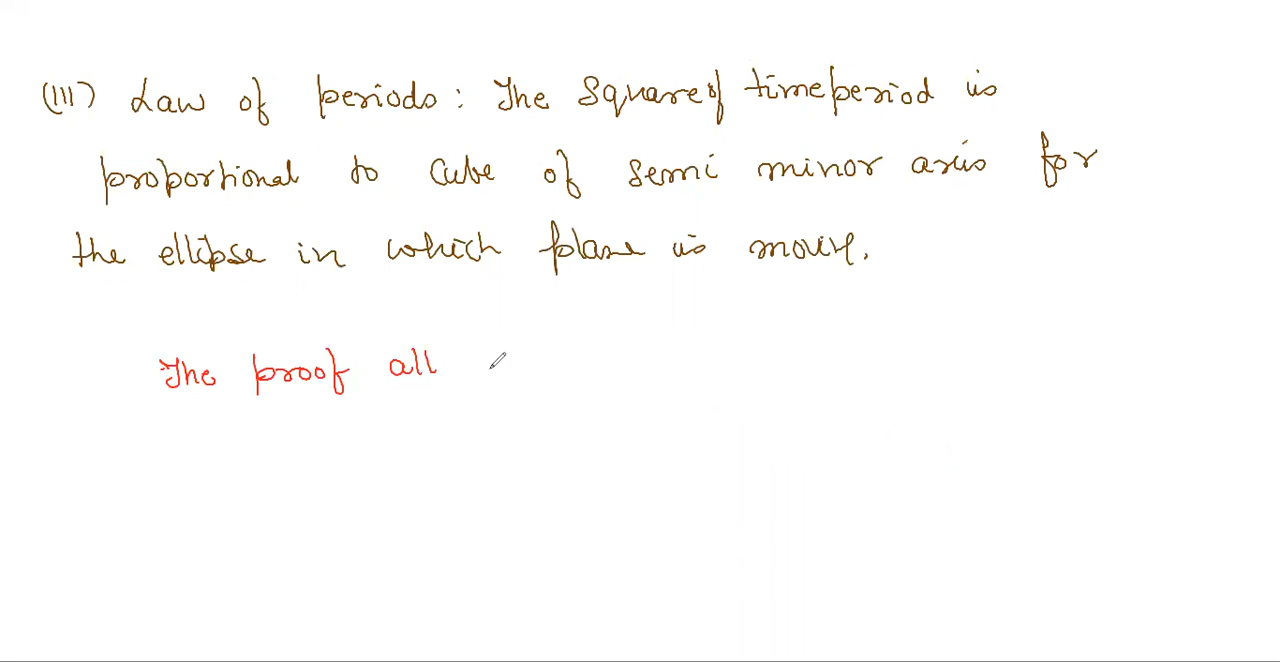 (III) Law of periods: The Square of time period is
proportional to Cube of semi minor axis for
the ellipse in which plane is
The proof all